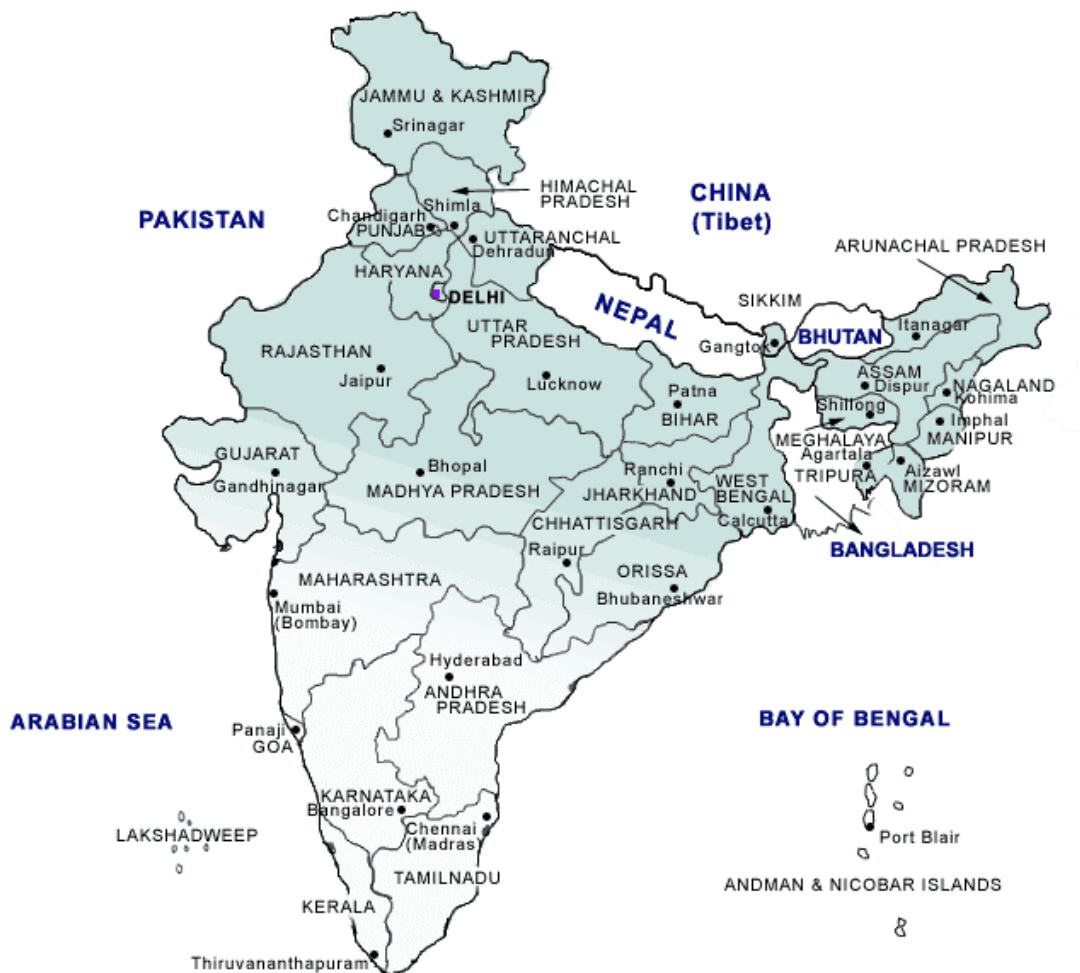 JAMMU & KASHMIR
Srinagar
HIMACHAL
PRADESH
CHINA
(Tibet)
PAKISTAN
Shimla
Chandigarh
PUNJAB
UTTARANCHAL
Dehradun
ARUNACHAL PRADESH
HARYANA
DELHI
NEPAL
SIKKIM
BHUTAN
Itanagar
UTTAR
PRADESH
Gangtok
RAJASTHAN
Jaipur
Lucknow
Patna
BIHAR
ASSAM
Dispur
NAGALAND
Kohima
Shillong
Imphal
MANIPUR
MEGHALAYA
Agartala
TRIPURA
Aizawl
MIZORAM
GUJARAT
Gandhinagar
Bhopal
MADHYA PRADESH
Ranchi
JHARKHAND
WEST
BENGAL
Calcutta
CHHATTISGARH
Raipur
BANGLADESH
MAHARASHTRA
Mumbai
(Bombay)
ORISSA
Bhubaneshwar
Hyderabad
ANDHRA
PRADESH
ARABIAN SEA
Panaji
GOA
BAY OF BENGAL
KARNATAKA
Bangalore
Chennai
(Madras)
LAKSHADWEEP
Port Blair
TAMILNADU
ANDMAN & NICOBAR ISLANDS
KERALA
Thiruvananthapuram